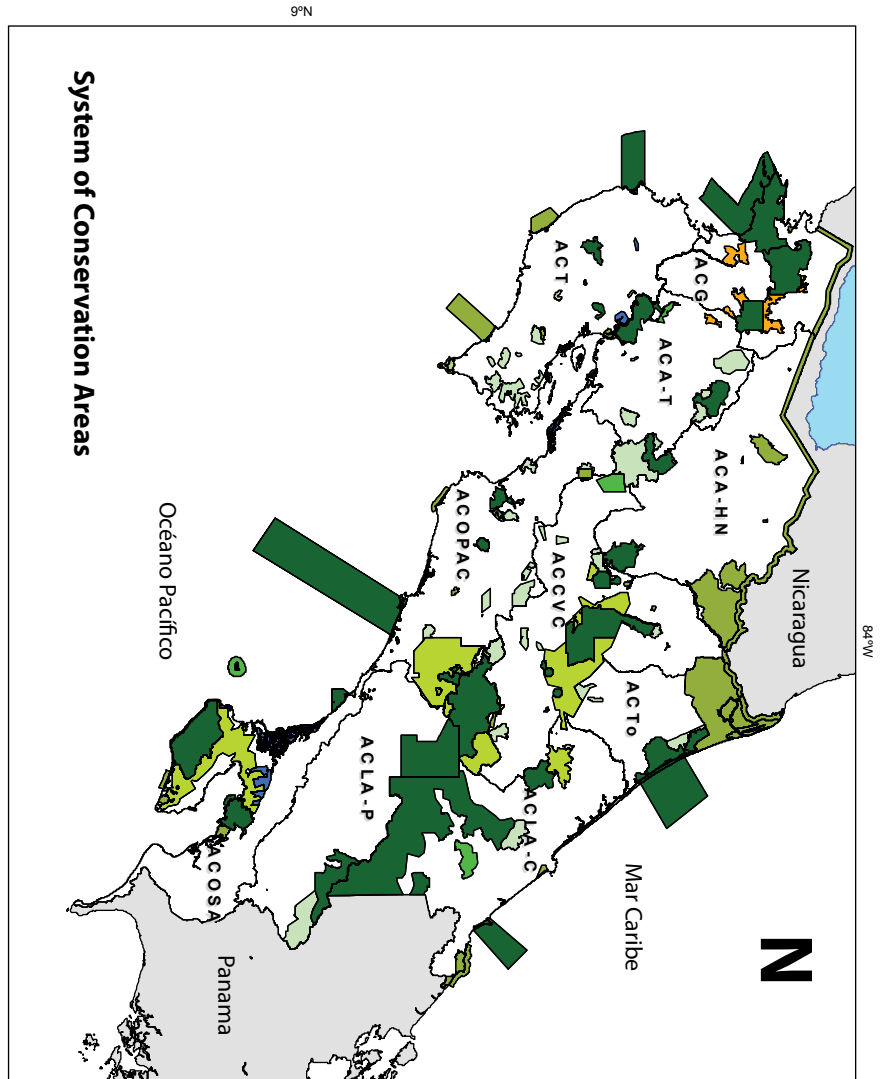 9ºN
System of Conservation Areas
84ºW
Nicaragua
Mar Caribe
N
Océano Pacífico
Panama
ACG
ACT
ACA-T
ACA-HN
ACOPAC
ACCVC
ACTo
ACLA-P
ACLA-C
ACOSA